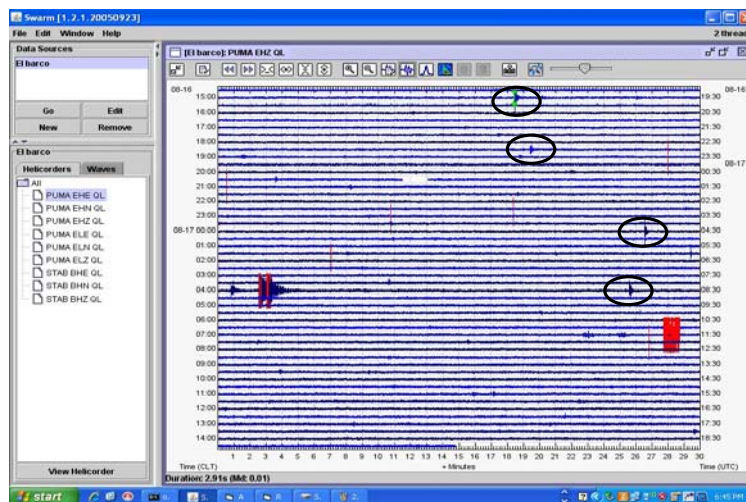 Swarm [1.2.1.20050923]
File Edit Window Help
2 thread
Data Sources
El barco
Go Edit
New Remove
El barco
Helicorders Waves
All
PUMA EHE QL
PUMA EHN QL
PUMA EHZ QL
PUMA ELE QL
PUMA ELN QL
PUMA ELZ QL
STAB BHE QL
STAB BHN QL
STAB BHZ QL
View Helicorder
[El barco]: PUMA EHZ QL
08-16 08-16
15:00 19:30
16:00 20:30
17:00 21:30
18:00 22:30
19:00 23:30
08-17
20:00 00:30
21:00 01:30
22:00 02:30
23:00 03:30
08-17 00:00 04:30
01:00 05:30
02:00 06:30
03:00 07:30
04:00 08:30
05:00 09:30
06:00 10:30
07:00 11:30
08:00 12:30
09:00 13:30
10:00 14:30
11:00 15:30
12:00 16:30
13:00 17:30
14:00 18:30
1 2 3 4 5 6 7 8 9 10 11 12 13 14 15 16 17 18 19 20 21 22 23 24 25 26 27 28 29 30
Time (CLT) + Minutes Time (UTC)
Duration: 2.91s (Md: 0.01)
start 6:45 PM